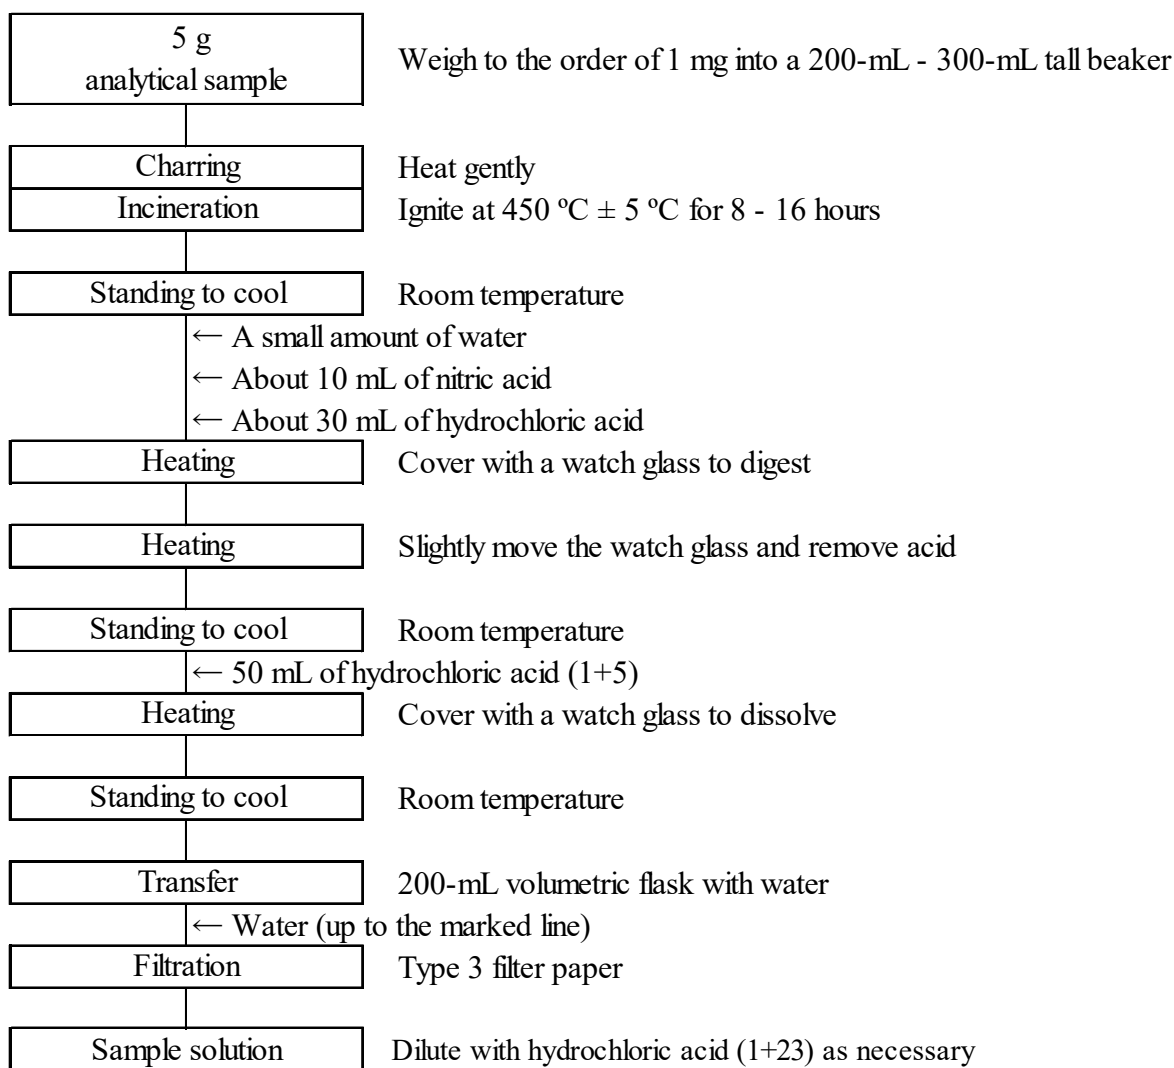 5 g
analytical sample
Weigh to the order of 1 mg into a 200-mL - 300-mL tall beaker
Charring
Heat gently
Incineration
Ignite at 450 ºC ± 5 ºC for 8 - 16 hours
Standing to cool
Room temperature
← A small amount of water
← About 10 mL of nitric acid
← About 30 mL of hydrochloric acid
Heating
Cover with a watch glass to digest
Heating
Slightly move the watch glass and remove acid
Standing to cool
Room temperature
← 50 mL of hydrochloric acid (1+5)
Heating
Cover with a watch glass to dissolve
Standing to cool
Room temperature
Transfer
200-mL volumetric flask with water
← Water (up to the marked line)
Filtration
Type 3 filter paper
Sample solution
Dilute with hydrochloric acid (1+23) as necessary